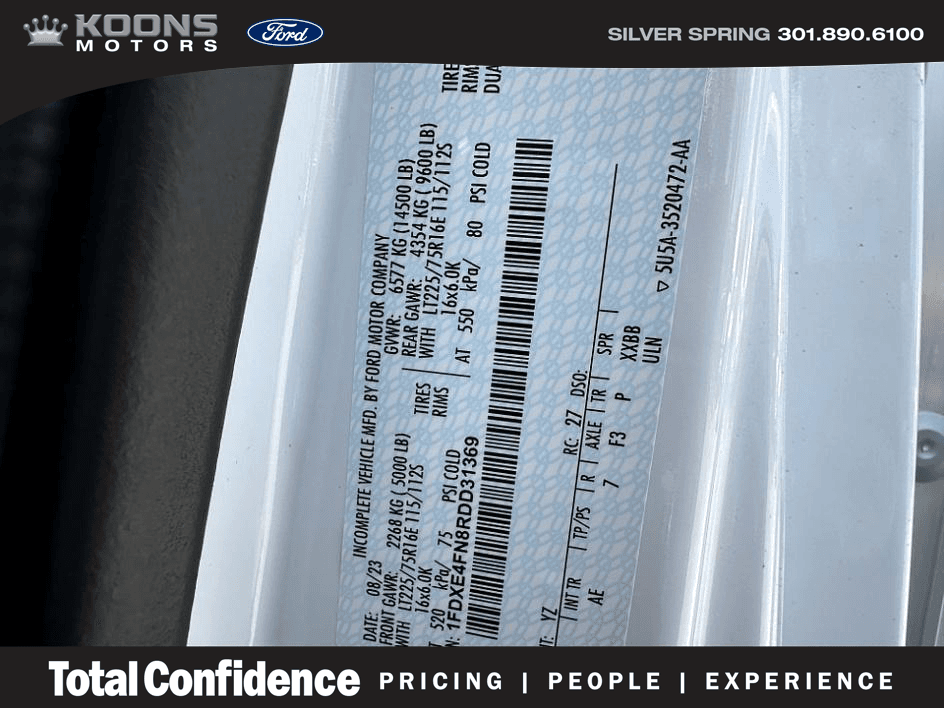 KOONS
MOTORS
Ford
SILVER SPRING 301.890.6100
INCOMPLETE VEHICLE MFD. BY FORD MOTOR COMPANY
DATE: 08/23 GVWR: 6577 KG (14500 LB)
FRONT GAWR: 2268 KG ( 5000 LB) REAR GAWR: 4354 KG ( 9600 LB)
WITH LT225/75R16E 115/112S TIRES WITH LT225/75R16E 115/112S TIRE
16x6.0K RIMS 16x6.0K RIMS
520 kPa/ 75 PSI COLD AT 550 kPa/ 80 PSI COLD DUA
1FDXE4FN8RDD31369
YZ RC: 27 DSO:
INT TR TP/PS R AXLE TR SPR
AE 7 F3 P XXBB
ULN
▽ 5U5A-3520472-AA
Total Confidence PRICING | PEOPLE | EXPERIENCE